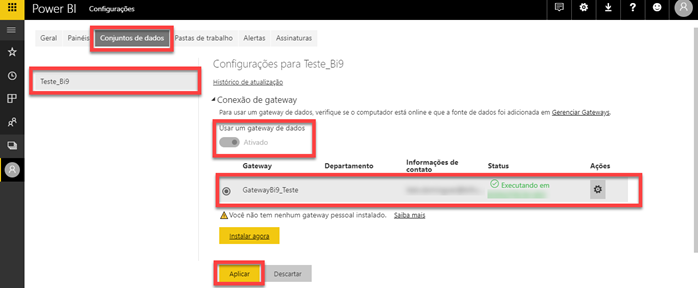 Power BI Configurações
Geral Painéis Conjuntos de dados Pastas de trabalho Alertas Assinaturas
Teste_Bi9
Configurações para Teste_Bi9
Histórico de atualização
Conexão de gateway
Para usar um gateway de dados, verifique se o computador está online e que a fonte de dados foi adicionada em Gerenciar Gateways.
Usar um gateway de dados
Ativado
Gateway Departamento Informações de contato Status Ações
GatewayBi9_Teste Executando em
Você não tem nenhum gateway pessoal instalado. Saiba mais
Instalar agora
Aplicar Descartar